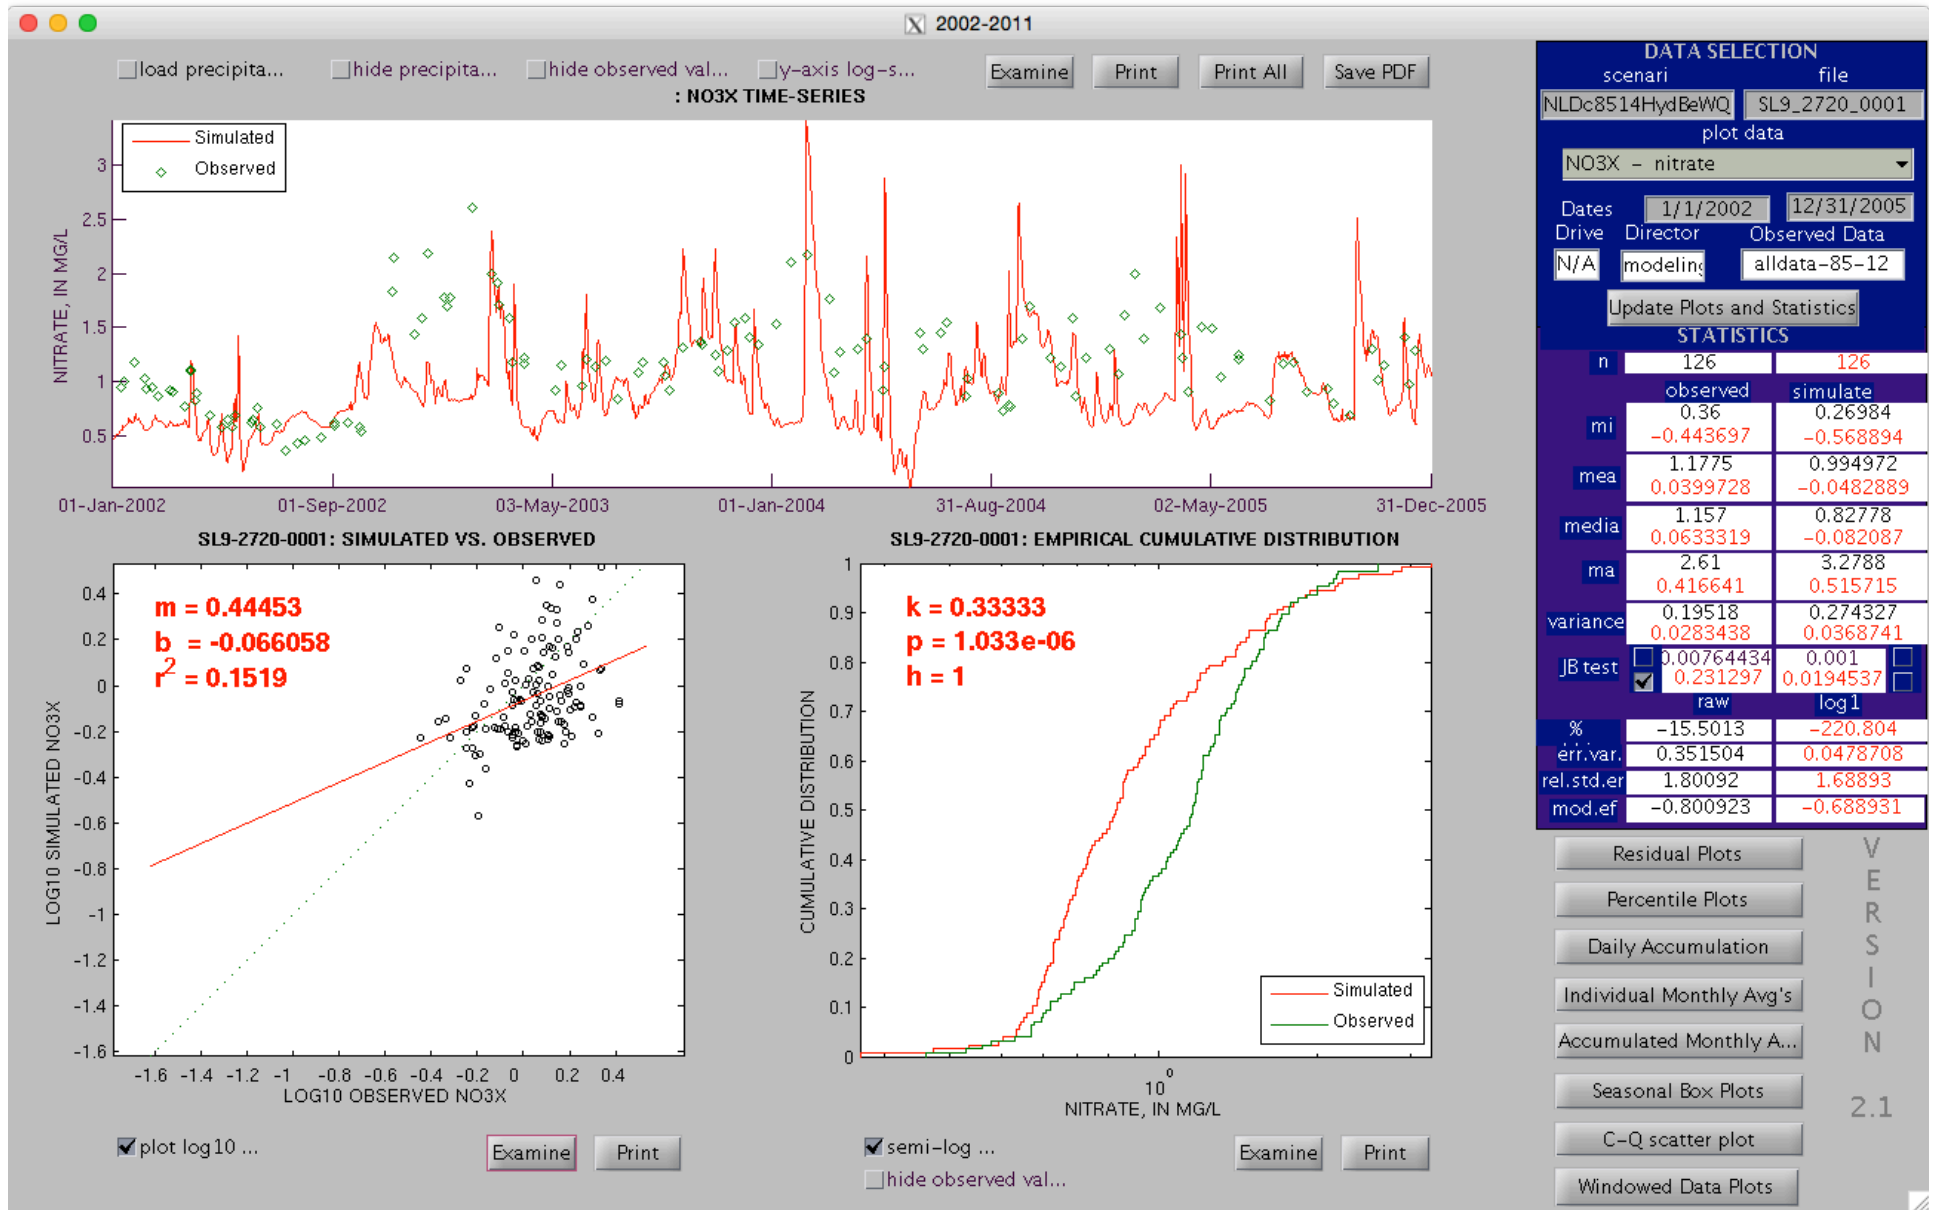 2002-2011
load precipita...
hide precipita...
hide observed val...
y-axis log-s...
Examine
Print
Print All
Save PDF
: NO3X TIME-SERIES
Simulated
Observed
NITRATE, IN MG/L
3
2.5
2
1.5
1
0.5
01-Jan-2002
01-Sep-2002
03-May-2003
01-Jan-2004
31-Aug-2004
02-May-2005
31-Dec-2005
SL9-2720-0001: SIMULATED VS. OBSERVED
m = 0.44453
b = -0.066058
r2 = 0.1519
LOG10 SIMULATED NO3X
0.4
0.2
0
-0.2
-0.4
-0.6
-0.8
-1
-1.2
-1.4
-1.6
-1.6 -1.4 -1.2 -1 -0.8 -0.6 -0.4 -0.2 0 0.2 0.4
LOG10 OBSERVED NO3X
plot log10 ...
Examine
Print
SL9-2720-0001: EMPIRICAL CUMULATIVE DISTRIBUTION
k = 0.33333
p = 1.033e-06
h = 1
CUMULATIVE DISTRIBUTION
1
0.9
0.8
0.7
0.6
0.5
0.4
0.3
0.2
0.1
0
Simulated
Observed
10^0
NITRATE, IN MG/L
semi-log ...
hide observed val...
Examine
Print
DATA SELECTION
scenari file
NLDc8514HydBeWQ SL9_2720_0001
plot data
NO3X - nitrate
Dates 1/1/2002 12/31/2005
Drive Director Observed Data
N/A modeling alldata-85-12
Update Plots and Statistics
STATISTICS
n 126 126
observed simulate
mi 0.36 0.26984
-0.443697 -0.568894
mea 1.1775 0.994972
0.0399728 -0.0482889
media 1.157 0.82778
0.0633319 -0.082087
ma 2.61 3.2788
0.416641 0.515715
variance 0.19518 0.274327
0.0283438 0.0368741
JB test 0.00764434 0.001
0.231297 0.0194537
raw log1
% -15.5013 -220.804
err.var. 0.351504 0.0478708
rel.std.er 1.80092 1.68893
mod.ef -0.800923 -0.688931
Residual Plots
Percentile Plots
Daily Accumulation
Individual Monthly Avg's
Accumulated Monthly A...
Seasonal Box Plots
C-Q scatter plot
Windowed Data Plots
VERSION
2.1